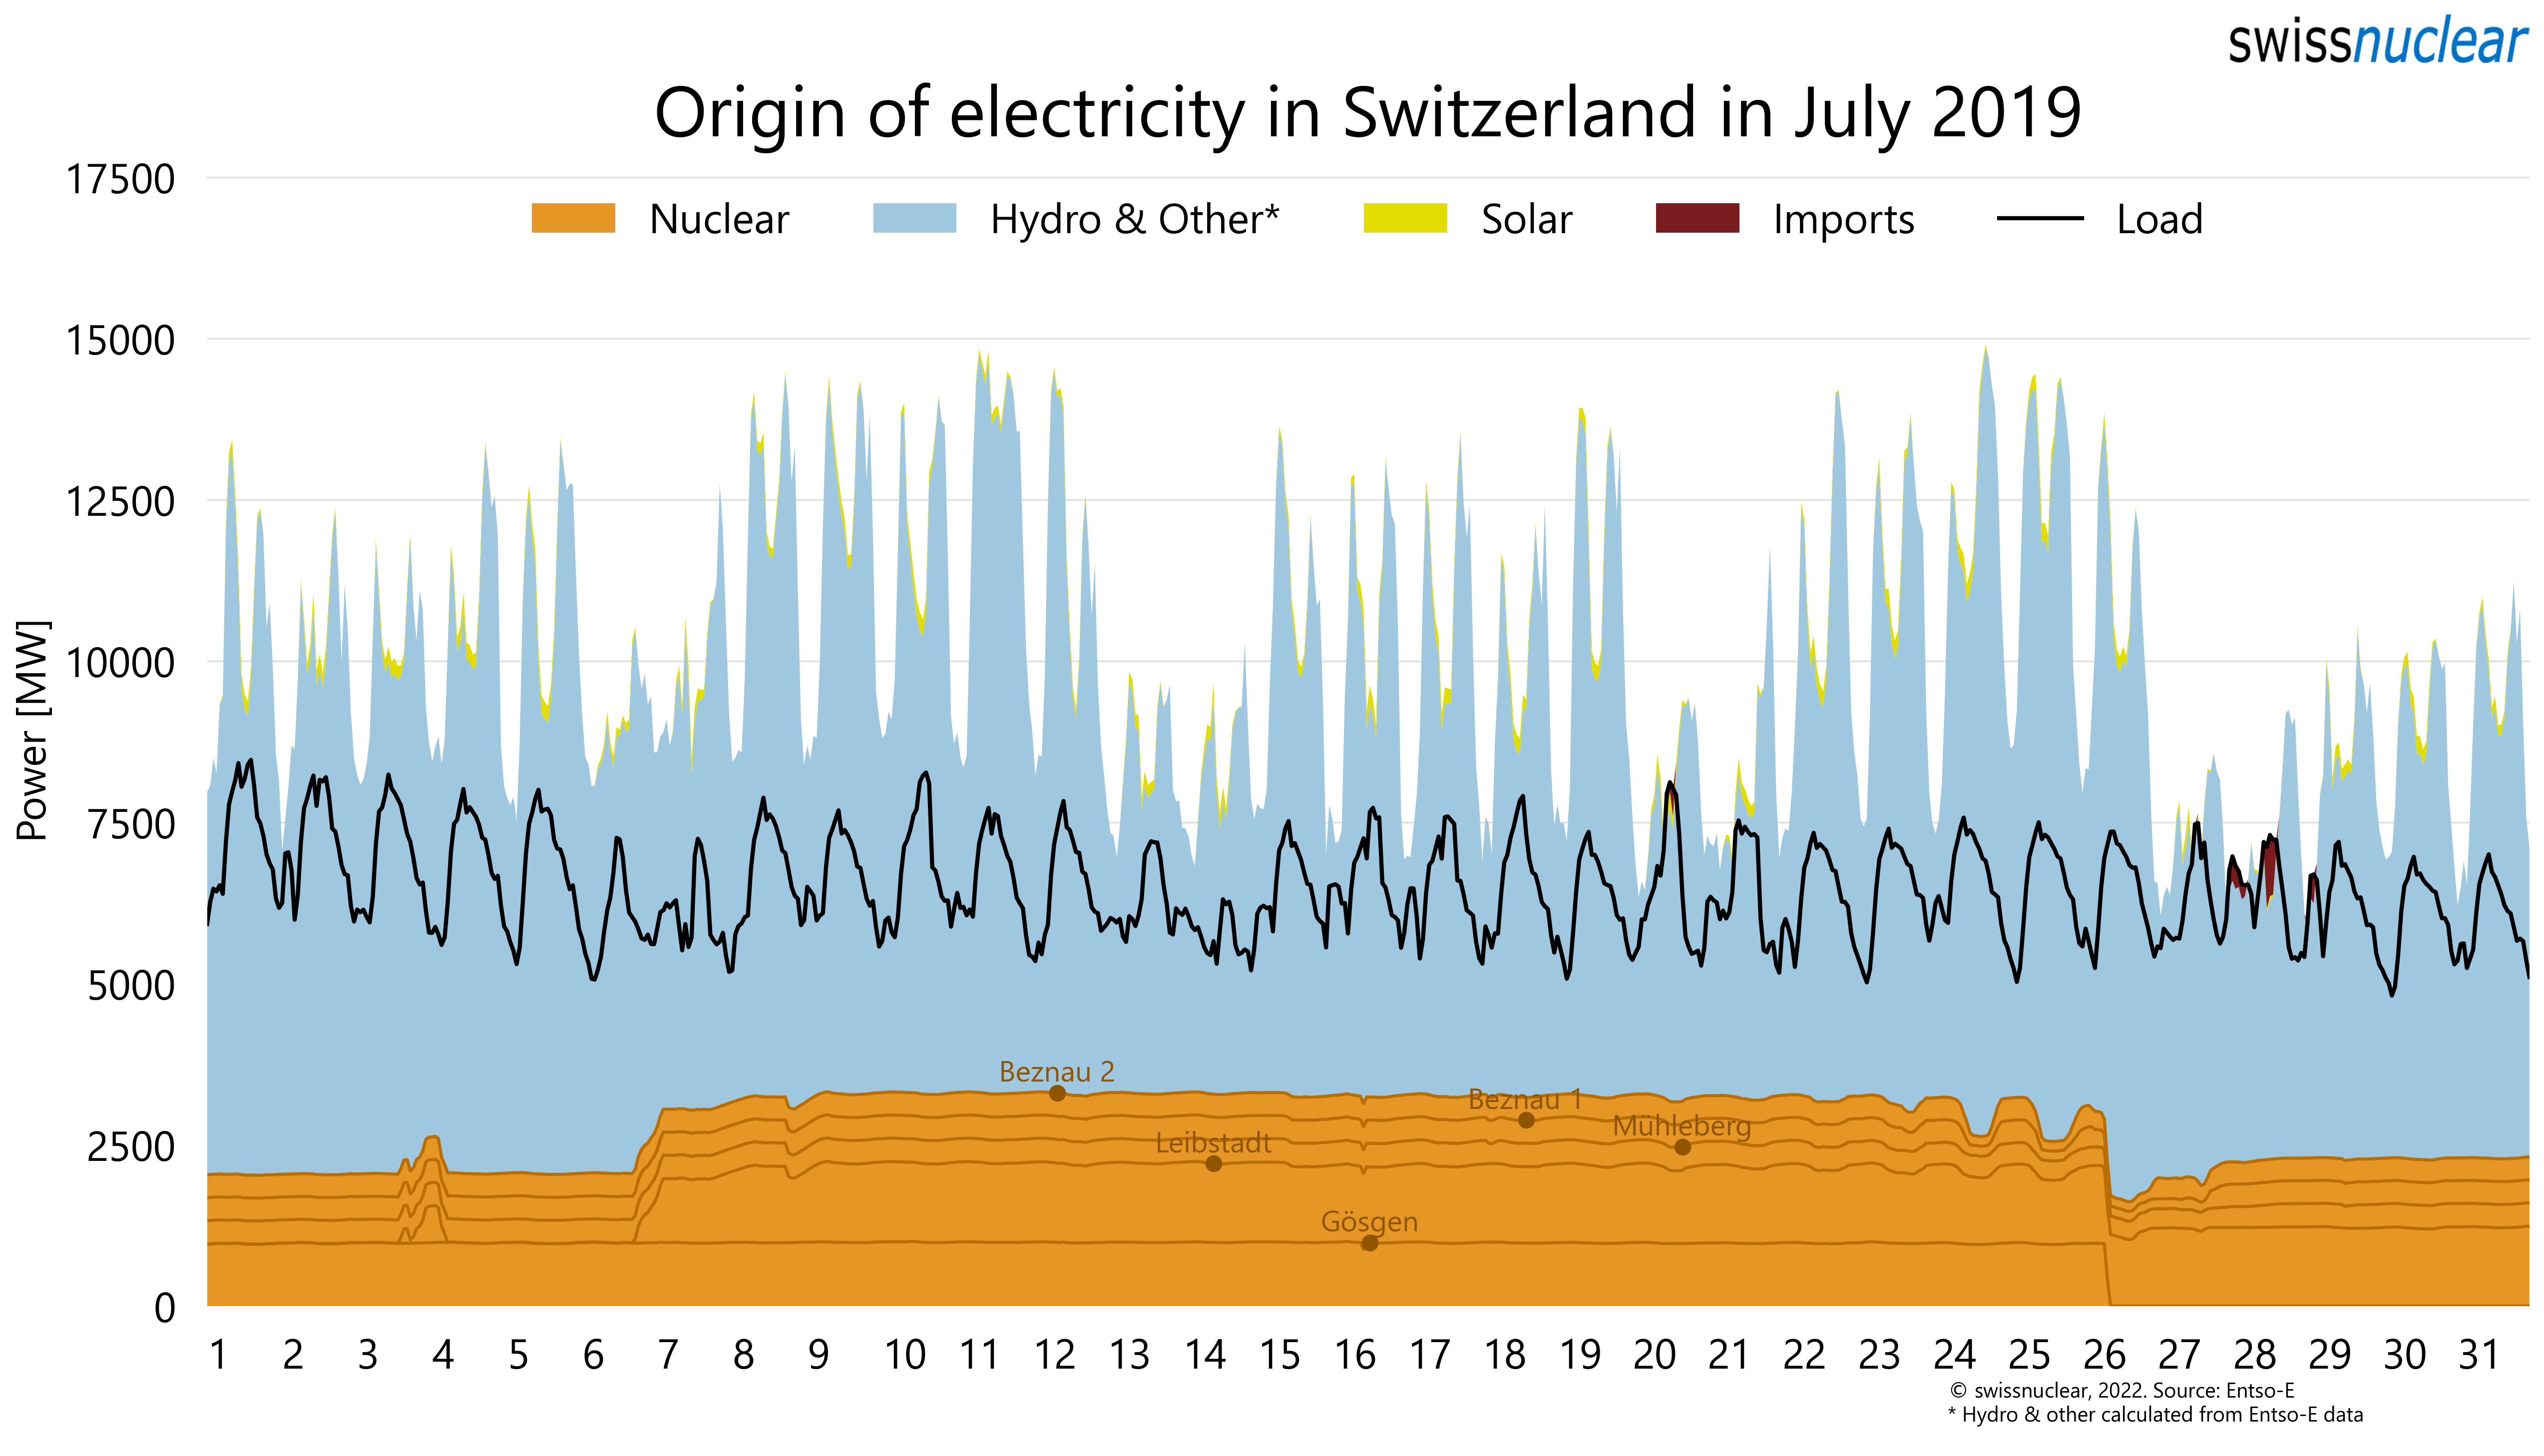 swissnuclear
Origin of electricity in Switzerland in July 2019
17500
Nuclear Hydro & Other* Solar Imports Load
15000
12500
10000
7500
5000
2500
0
Power [MW]
Beznau 2
Beznau 1
Mühleberg
Leibstadt
Gösgen
1 2 3 4 5 6 7 8 9 10 11 12 13 14 15 16 17 18 19 20 21 22 23 24 25 26 27 28 29 30 31
© swissnuclear, 2022. Source: Entso-E
* Hydro & other calculated from Entso-E data